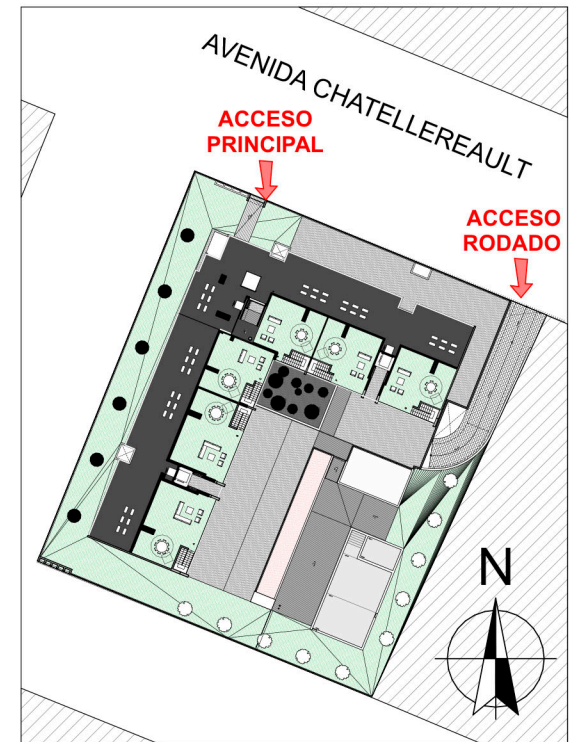 AVENIDA CHATELLEREAULT
ACCESO
PRINCIPAL
ACCESO
RODADO
N